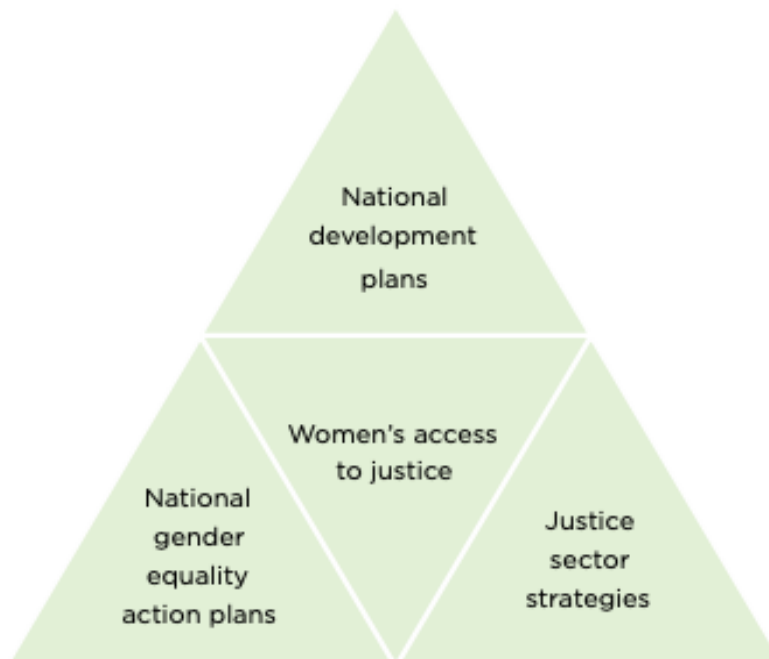 National
development
plans
Women's access
to justice
National
gender
equality
action plans
Justice
sector
strategies